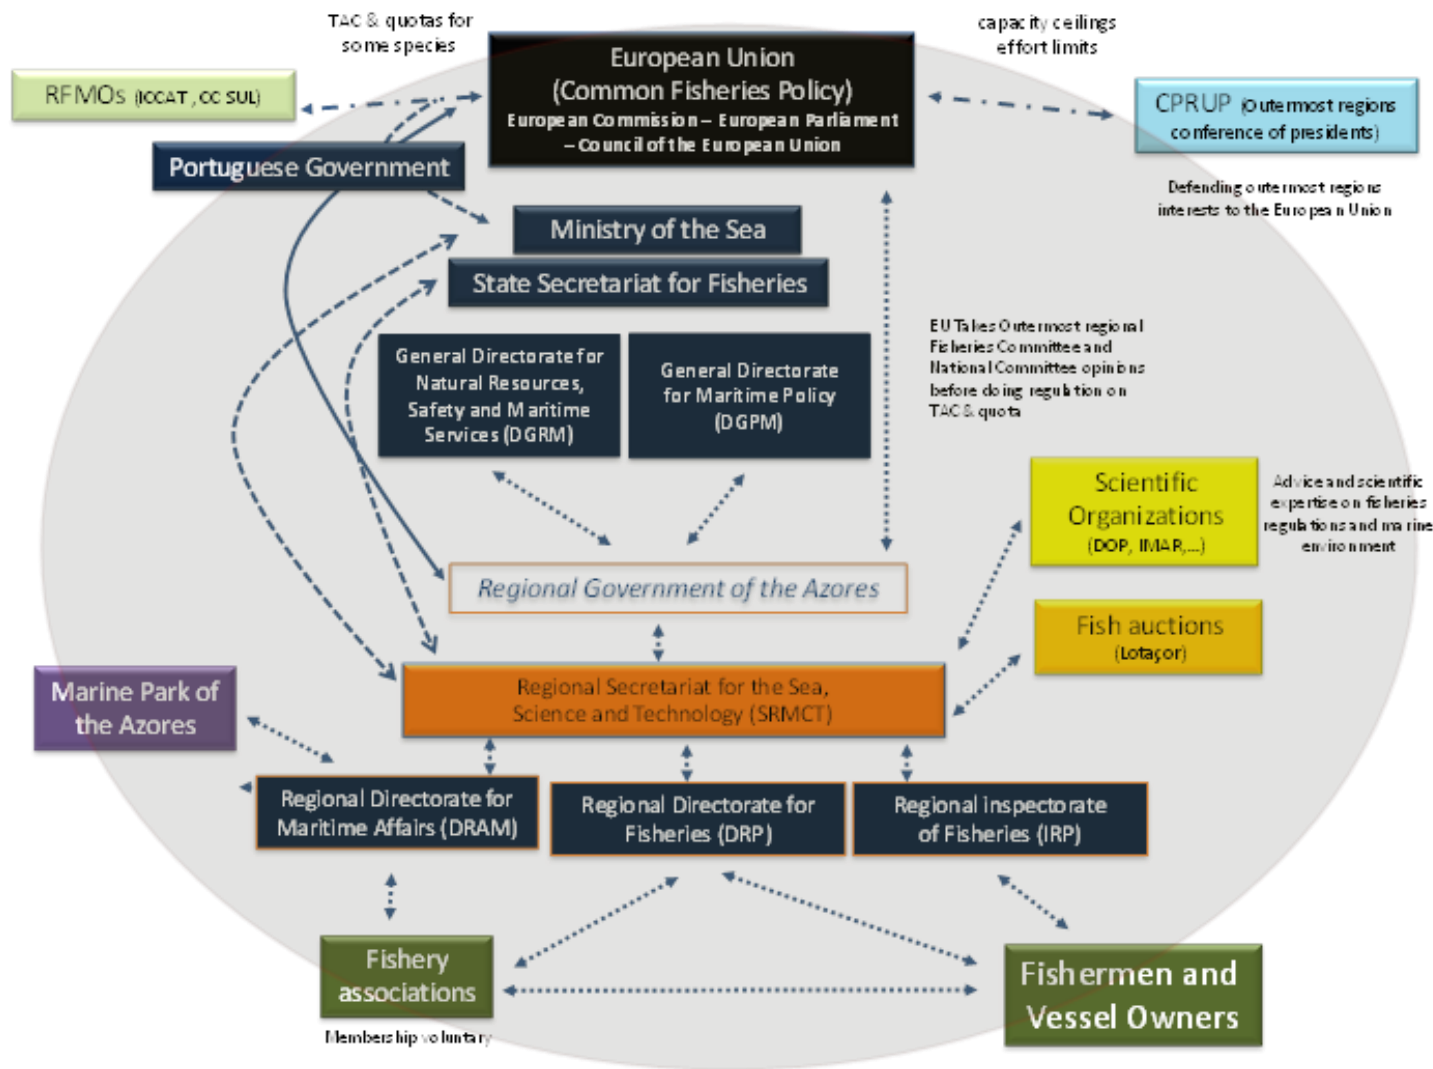 TAC & quotas for
some species
capacity ceilings
effort limits
European Union
(Common Fisheries Policy)
European Commission – European Parliament
– Council of the European Union
RFMOs (ICCAT , CC SUL)
CPRUP (Outermost regions
conference of presidents)
Portuguese Government
Defending outermost regions
interests to the European Union
Ministry of the Sea
State Secretariat for Fisheries
General Directorate for
Natural Resources,
Safety and Maritime
Services (DGRM)
General Directorate
for Maritime Policy
(DGPM)
EU Takes Outermost regional
Fisheries Committee and
National Committee opinions
before doing regulation on
TAC & quota
Scientific
Organizations
(DOP, IMAR,...)
Advice and scientific
expertise on fisheries
regulations and marine
environment
Regional Government of the Azores
Fish auctions
(Lotaçor)
Marine Park of
the Azores
Regional Secretariat for the Sea,
Science and Technology (SRMCT)
Regional Directorate for
Maritime Affairs (DRAM)
Regional Directorate for
Fisheries (DRP)
Regional inspectorate
of Fisheries (IRP)
Fishery
associations
Membership voluntary
Fishermen and
Vessel Owners